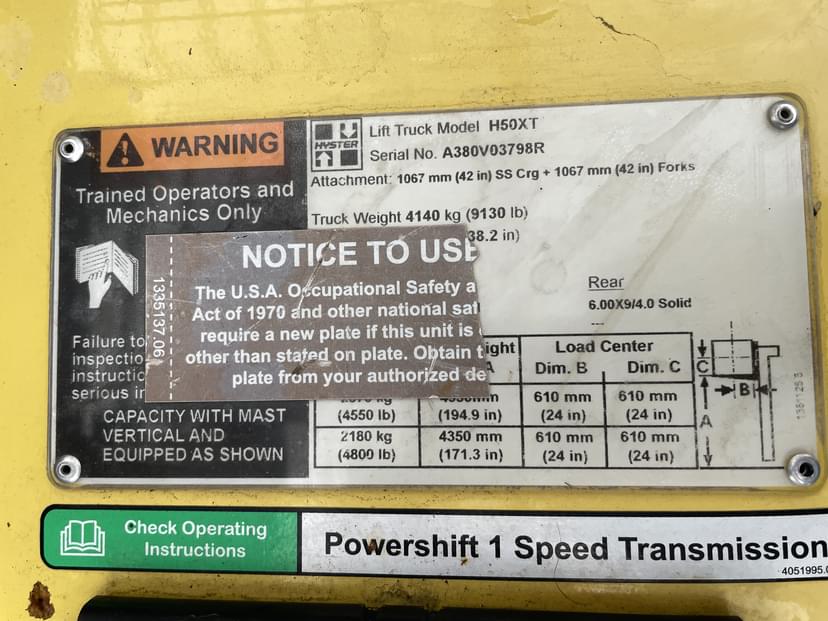 WARNING
Trained Operators and
Mechanics Only
HYSTER
Lift Truck Model H50XT
Serial No. A380V03798R
Attachment: 1067 mm (42 in) SS Crg + 1067 mm (42 in) Forks
Truck Weight 4140 kg (9130 lb)
38.2 in)
Rear
6.00X9/4.0 Solid
---
1335137.06
NOTICE TO USE
The U.S.A. Occupational Safety a
Act of 1970 and other national
require a new plate if this unit is
other than stated on plate. Obtain t
plate from your authorized de
Failure to
inspectio
instructic
serious
CAPACITY WITH MAST
VERTICAL AND
EQUIPPED AS SHOWN
ight Load Center
A Dim. B Dim. C
610 mm 610 mm
(4550 lb) (194.9 in) (24 in) (24 in)
2180 kg 4350 mm 610 mm 610 mm
(4800 lb) (171.3 in) (24 in) (24 in)
C
B
A
Check Operating
Instructions
Powershift 1 Speed Transmission
4051995.